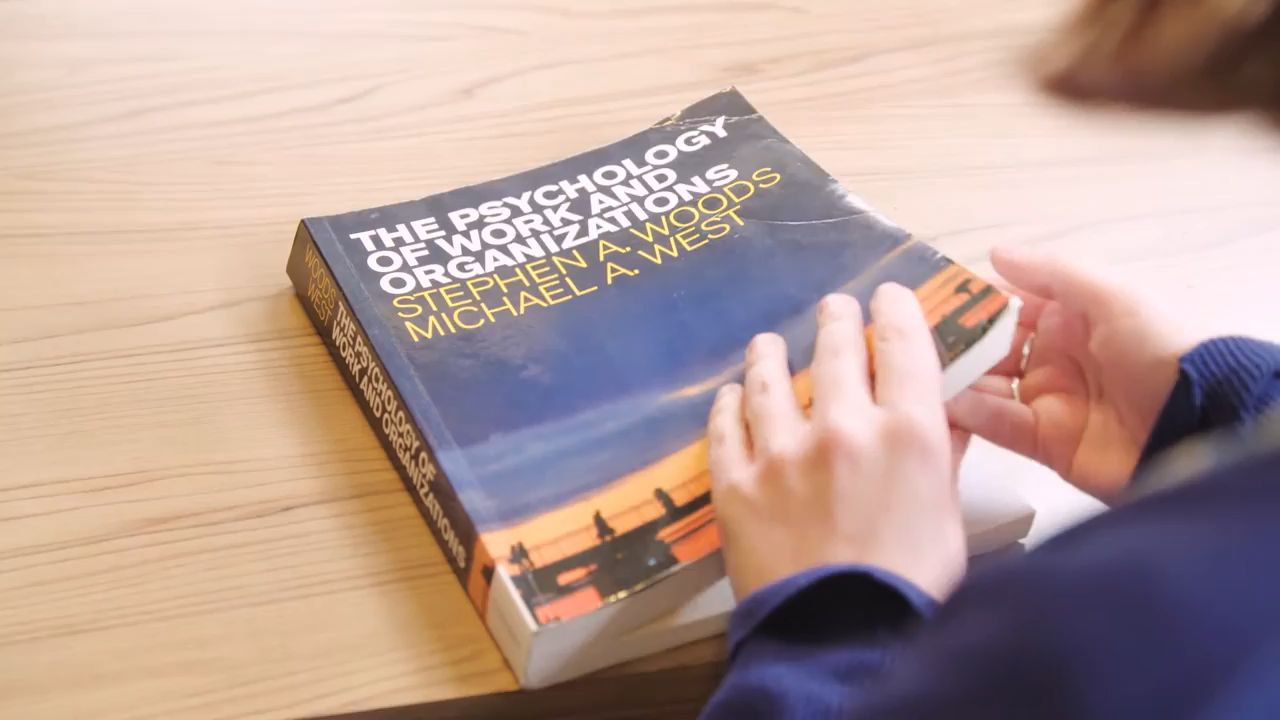 THE PSYCHOLOGY
OF WORK AND
ORGANIZATIONS
STEPHEN A. WOODS
MICHAEL A. WEST
WOODS
WEST
THE PSYCHOLOGY OF
WORK AND ORGANIZATIONS